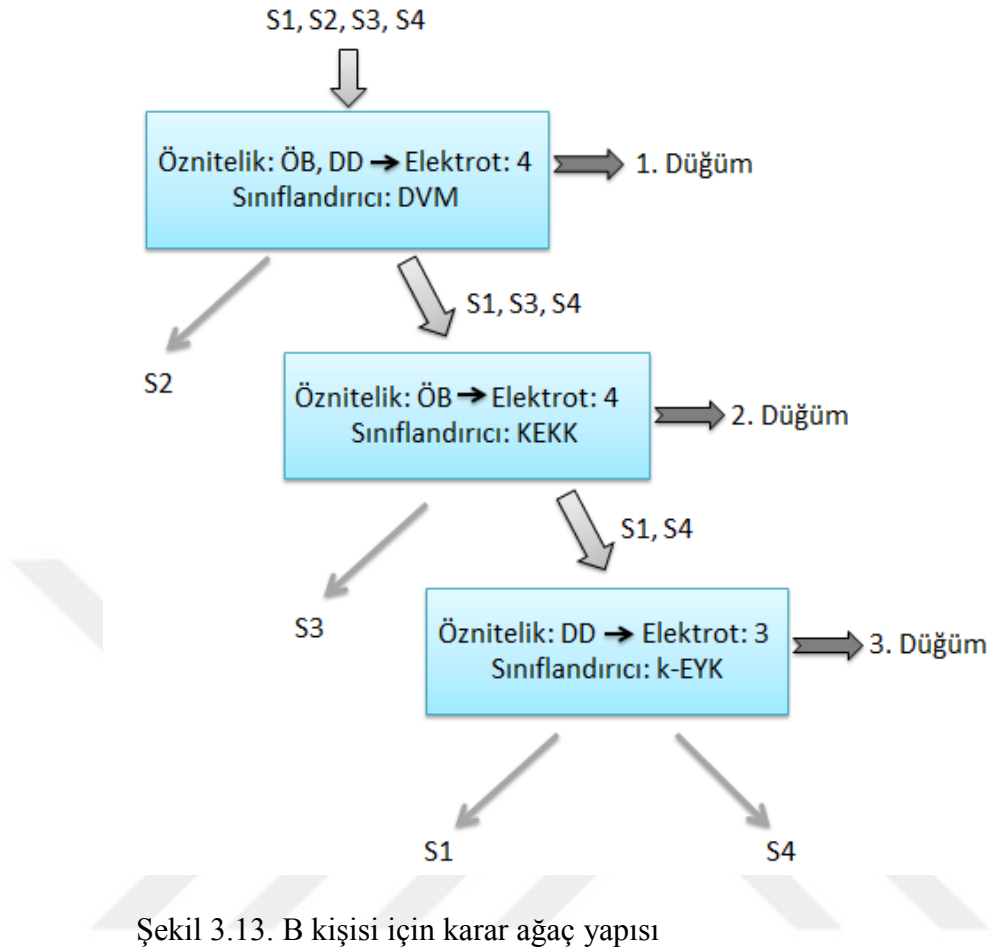 S1, S2, S3, S4
Öznitelik: ÖB, DD → Elektrot: 4
Sınıflandırıcı: DVM
1. Düğüm
S1, S3, S4
S2
Öznitelik: ÖB → Elektrot: 4
Sınıflandırıcı: KEKK
2. Düğüm
S1, S4
S3
Öznitelik: DD → Elektrot: 3
Sınıflandırıcı: k-EYK
3. Düğüm
S1
S4
Şekil 3.13. B kişisi için karar ağaç yapısı